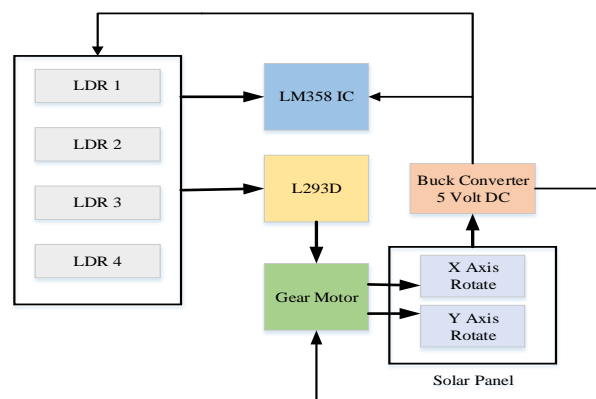 LDR 1
LDR 2
LDR 3
LDR 4
LM358 IC
L293D
Gear Motor
Buck Converter
5 Volt DC
X Axis
Rotate
Y Axis
Rotate
Solar Panel